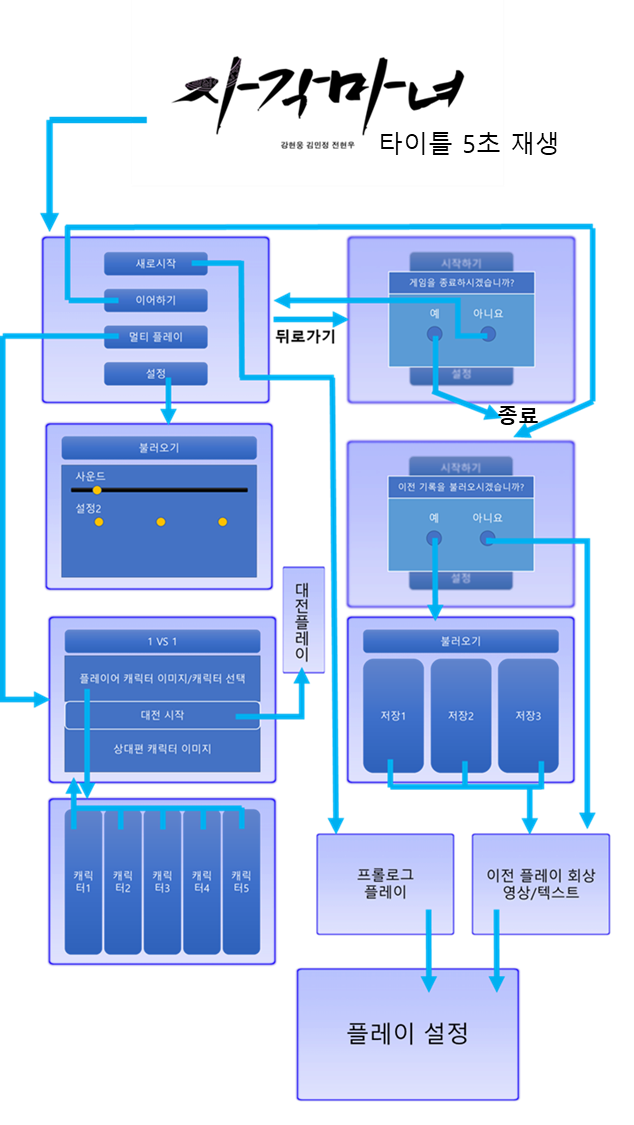 사각마녀
강현웅 김민정 전현우
타이틀 5초 재생
새로시작
이어하기
멀티 플레이
설정
뒤로가기
시작하기
게임을 종료하시겠습니까?
예 아니요
설정
종료
불러오기
사운드
설정2
시작하기
이전 기록을 불러오시겠습니까?
예 아니요
설정
1 VS 1
플레이어 캐릭터 이미지/캐릭터 선택
대전 시작
상대편 캐릭터 이미지
대전플레이
불러오기
저장1 저장2 저장3
캐릭터1
캐릭터2
캐릭터3
캐릭터4
캐릭터5
프롤로그
플레이
이전 플레이 회상
영상/텍스트
플레이 설정